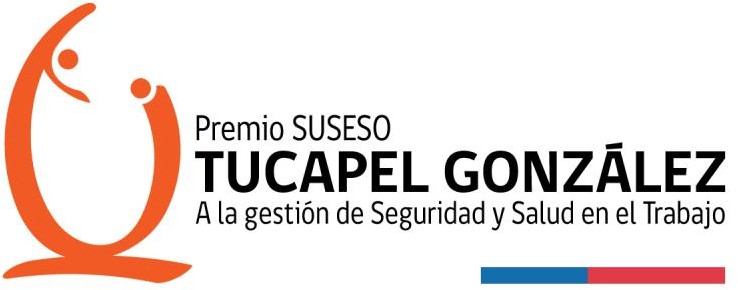 Premio SUSESO
TUCAPEL GONZÁLEZ
A la gestión de Seguridad y Salud en el Trabajo